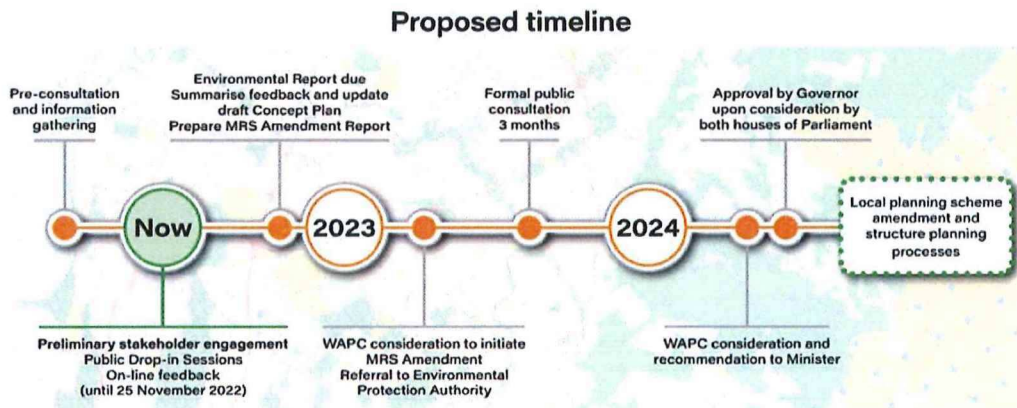 Proposed timeline
Pre-consultation
and information
gathering
Environmental Report due
Summarise feedback and update
draft Concept Plan
Prepare MRS Amendment Report
Formal public
consultation
3 months
Approval by Governor
upon consideration by
both houses of Parliament
Now
2023
2024
Local planning scheme
amendment and
structure planning
processes
Preliminary stakeholder engagement
Public Drop-in Sessions
On-line feedback
(until 25 November 2022)
WAPC consideration to initiate
MRS Amendment
Referral to Environmental
Protection Authority
WAPC consideration and
recommendation to Minister